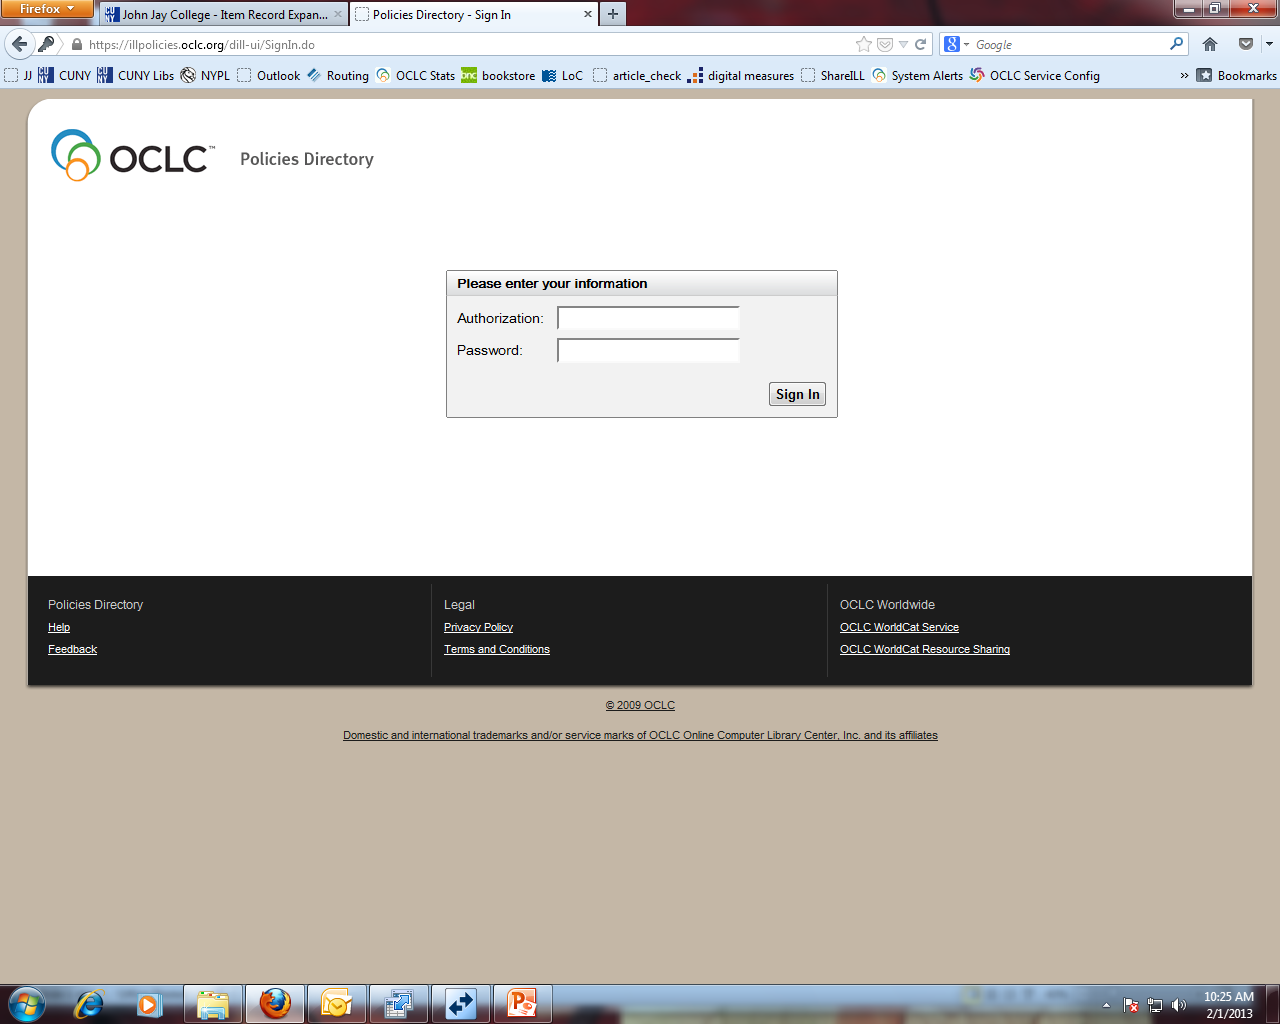 Firefox
John Jay College - Item Record Expan...
Policies Directory - Sign In
https://illpolicies.oclc.org/dill-ui/SignIn.do
Google
JJ CUNY CUNY Libs NYPL Outlook Routing OCLC Stats bookstore LoC article_check digital measures ShareILL System Alerts OCLC Service Config » Bookmarks
OCLC™ Policies Directory
Please enter your information
Authorization:
Password:
Sign In
Policies Directory
Help
Feedback
Legal
Privacy Policy
Terms and Conditions
OCLC Worldwide
OCLC WorldCat Service
OCLC WorldCat Resource Sharing
© 2009 OCLC
Domestic and international trademarks and/or service marks of OCLC Online Computer Library Center, Inc. and its affiliates
10:25 AM
2/1/2013